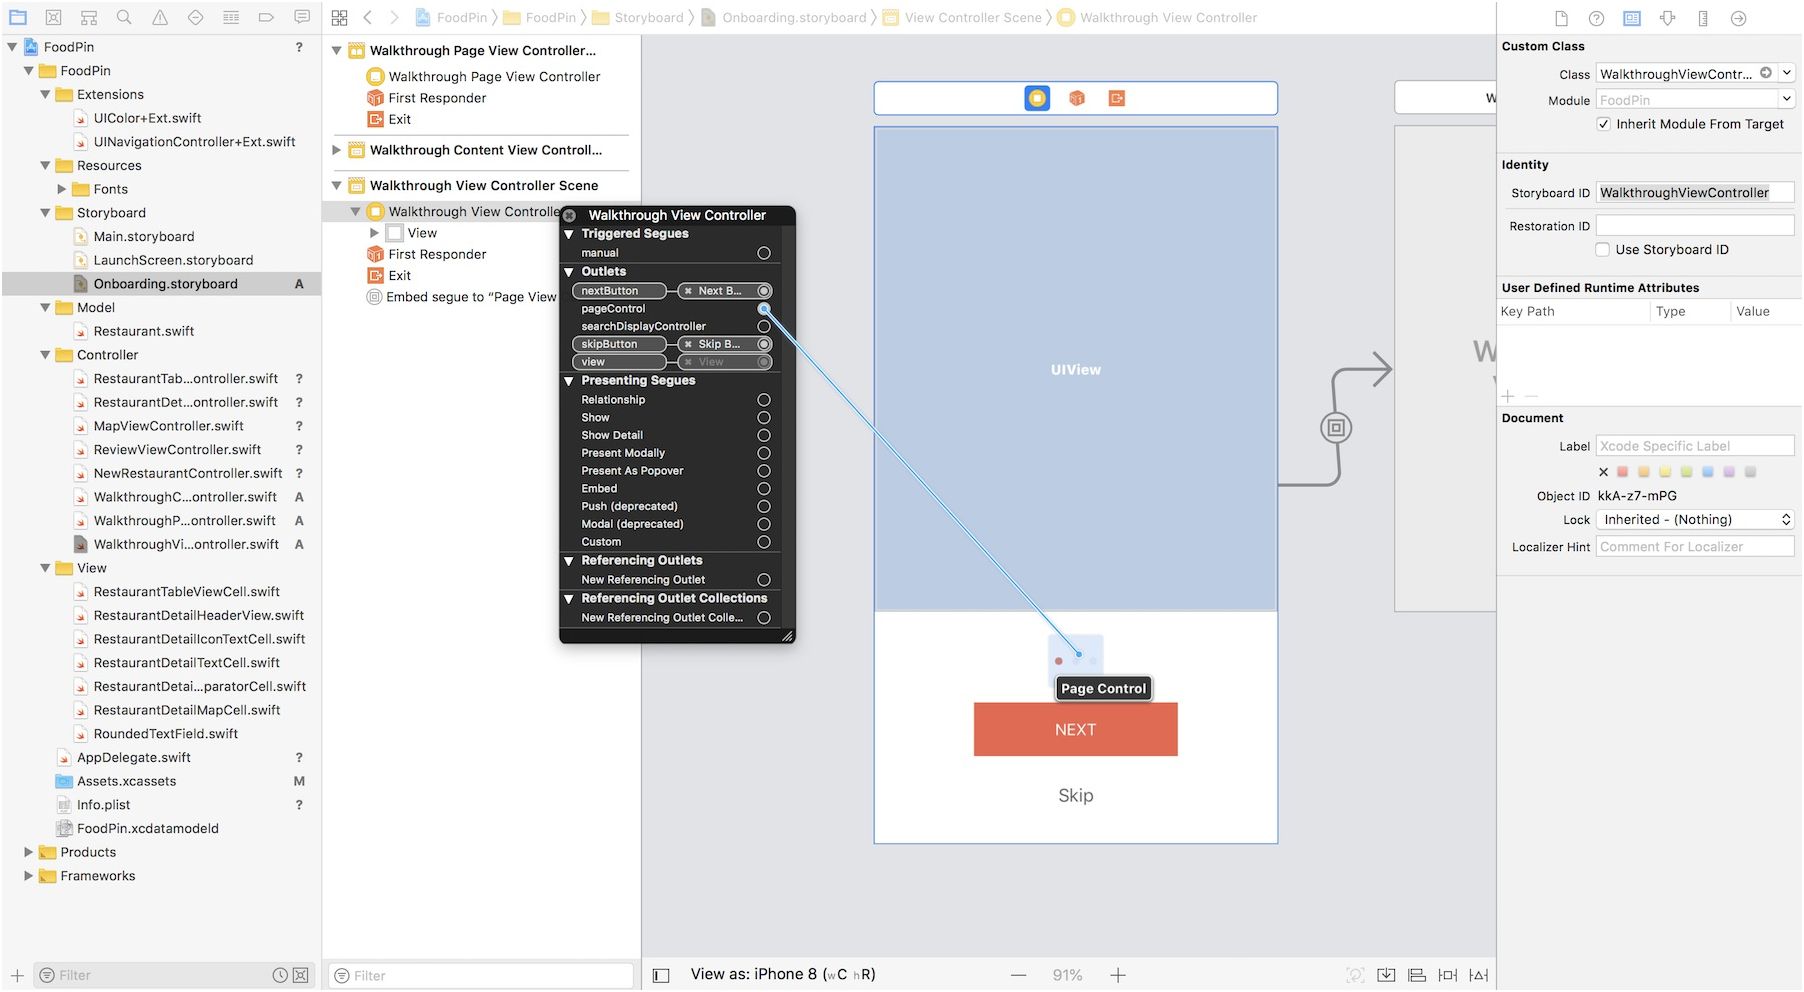 FoodPin
FoodPin
Storyboard
Onboarding.storyboard
View Controller Scene
Walkthrough View Controller
FoodPin ?
FoodPin
Extensions
UIColor+Ext.swift
UINavigationController+Ext.swift
Resources
Fonts
Storyboard
Main.storyboard
LaunchScreen.storyboard
Onboarding.storyboard A
Model
Restaurant.swift
Controller
RestaurantTab...ontroller.swift ?
RestaurantDet...ontroller.swift ?
MapViewController.swift ?
ReviewViewController.swift ?
NewRestaurantController.swift ?
WalkthroughC...ontroller.swift A
WalkthroughP...ontroller.swift A
WalkthroughVi...ontroller.swift A
View
RestaurantTableViewCell.swift
RestaurantDetailHeaderView.swift
RestaurantDetailIconTextCell.swift
RestaurantDetailTextCell.swift
RestaurantDetai...paratorCell.swift
RestaurantDetailMapCell.swift
RoundedTextField.swift
AppDelegate.swift ?
Assets.xcassets M
Info.plist ?
FoodPin.xcdatamodeld
Products
Frameworks
Filter
Walkthrough Page View Controller...
Walkthrough Page View Controller
First Responder
Exit
Walkthrough Content View Controll...
Walkthrough View Controller Scene
Walkthrough View Controlle
View
First Responder
Exit
Embed segue to “Page View
Filter
Walkthrough View Controller
Triggered Segues
manual
Outlets
nextButton Next B...
pageControl
searchDisplayController
skipButton Skip B...
view View
Presenting Segues
Relationship
Show
Show Detail
Present Modally
Present As Popover
Embed
Push (deprecated)
Modal (deprecated)
Custom
Referencing Outlets
New Referencing Outlet
Referencing Outlet Collections
New Referencing Outlet Colle...
UIView
Page Control
NEXT
Skip
W
W
View as: iPhone 8 (wC hR)
91%
Custom Class
Class WalkthroughViewContr...
Module FoodPin
Inherit Module From Target
Identity
Storyboard ID WalkthroughViewController
Restoration ID
Use Storyboard ID
User Defined Runtime Attributes
Key Path Type Value
Document
Label Xcode Specific Label
Object ID kkA-z7-mPG
Lock Inherited - (Nothing)
Localizer Hint Comment For Localizer